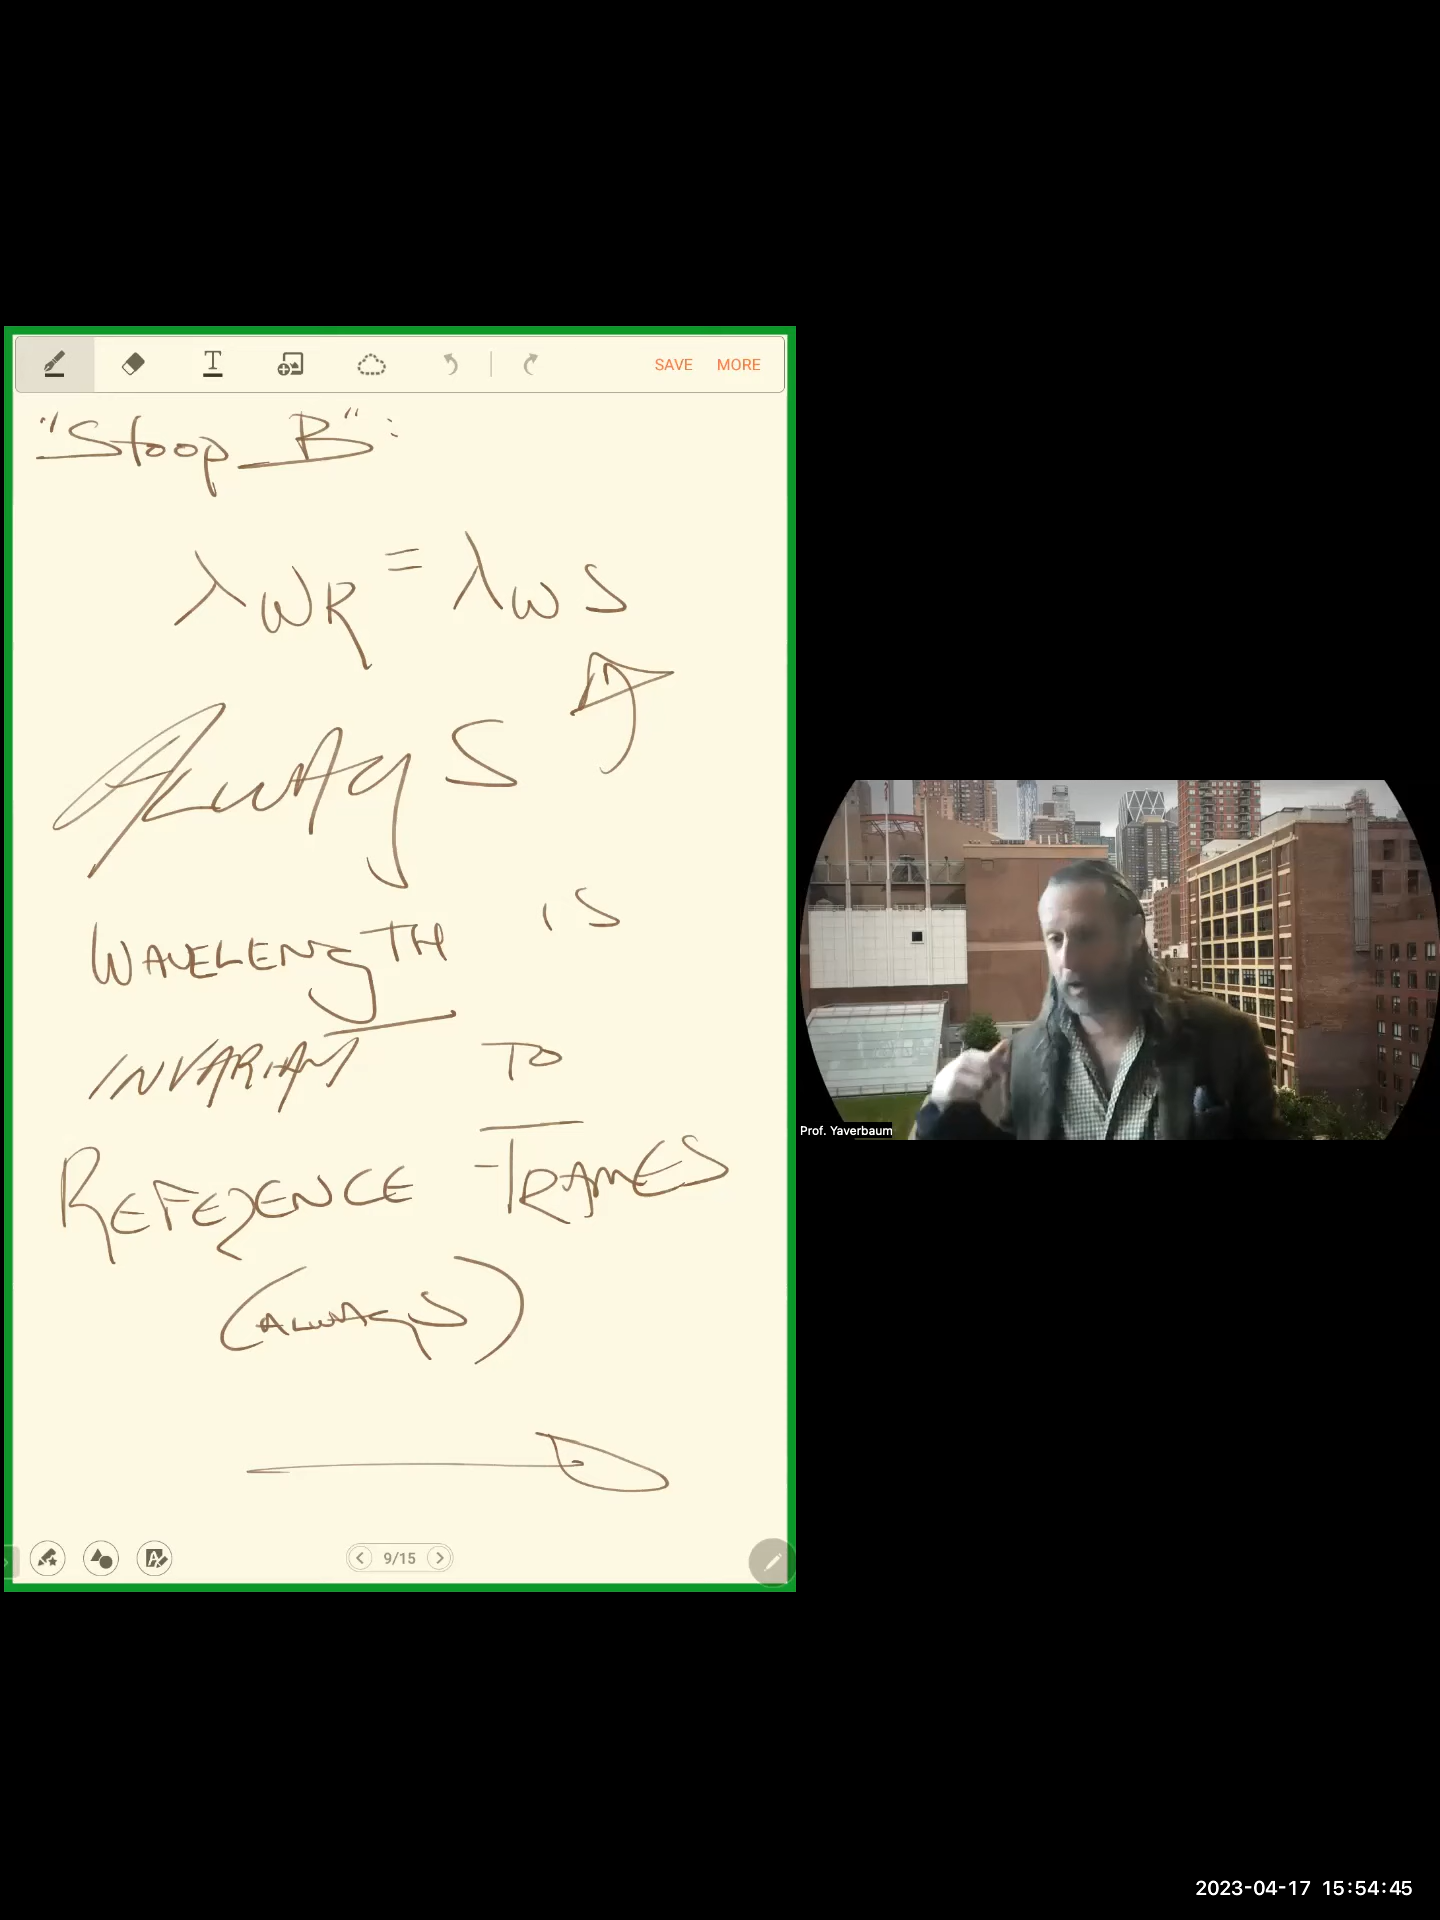 SAVE MORE
"Stoop B":
λWR = λWS
ALWAYS
WAVELENGTH IS
INVARIANT TO
REFERENCE FRAMES
(ALWAYS)
9/15
Prof. Yaverbaum
2023-04-17 15:54:45